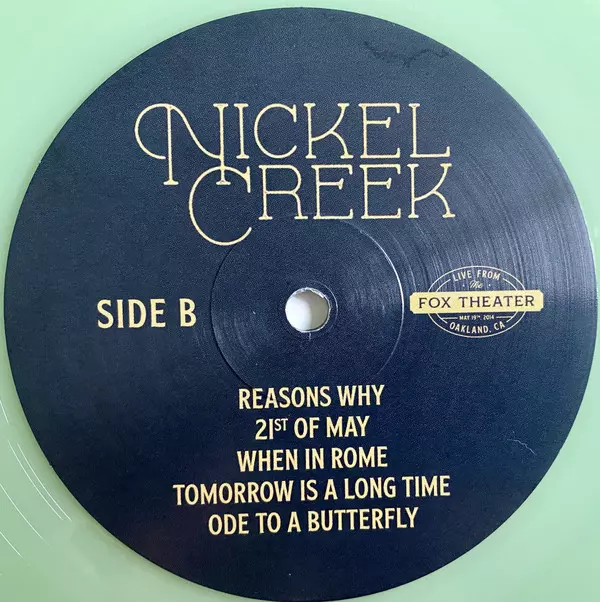 NICKEL
CREEK
SIDE B
LIVE FROM
The
FOX THEATER
MAY 19TH, 2014
OAKLAND, CA
REASONS WHY
21ST OF MAY
WHEN IN ROME
TOMORROW IS A LONG TIME
ODE TO A BUTTERFLY